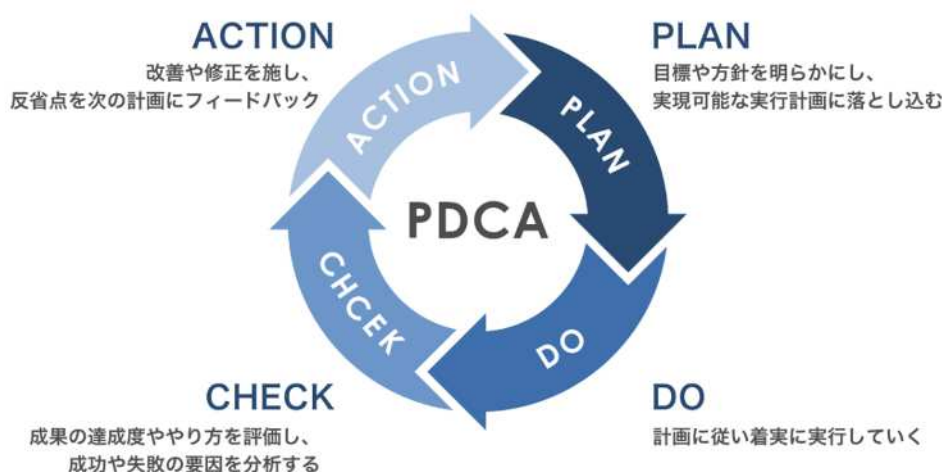 ACTION
改善や修正を施し、
反省点を次の計画にフィードバック
PLAN
目標や方針を明らかにし、
実現可能な実行計画に落とし込む
ACTION
PLAN
PDCA
CHCEK
DO
CHECK
成果の達成度ややり方を評価し、
成功や失敗の要因を分析する
DO
計画に従い着実に実行していく